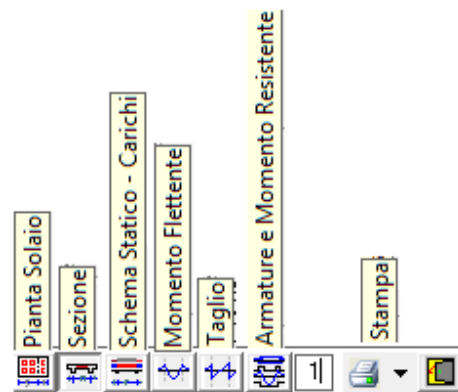 Pianta Solaio
Sezione
Schema Statico - Carichi
Momento Flettente
Taglio
Armature e Momento Resistente
Stampa
1